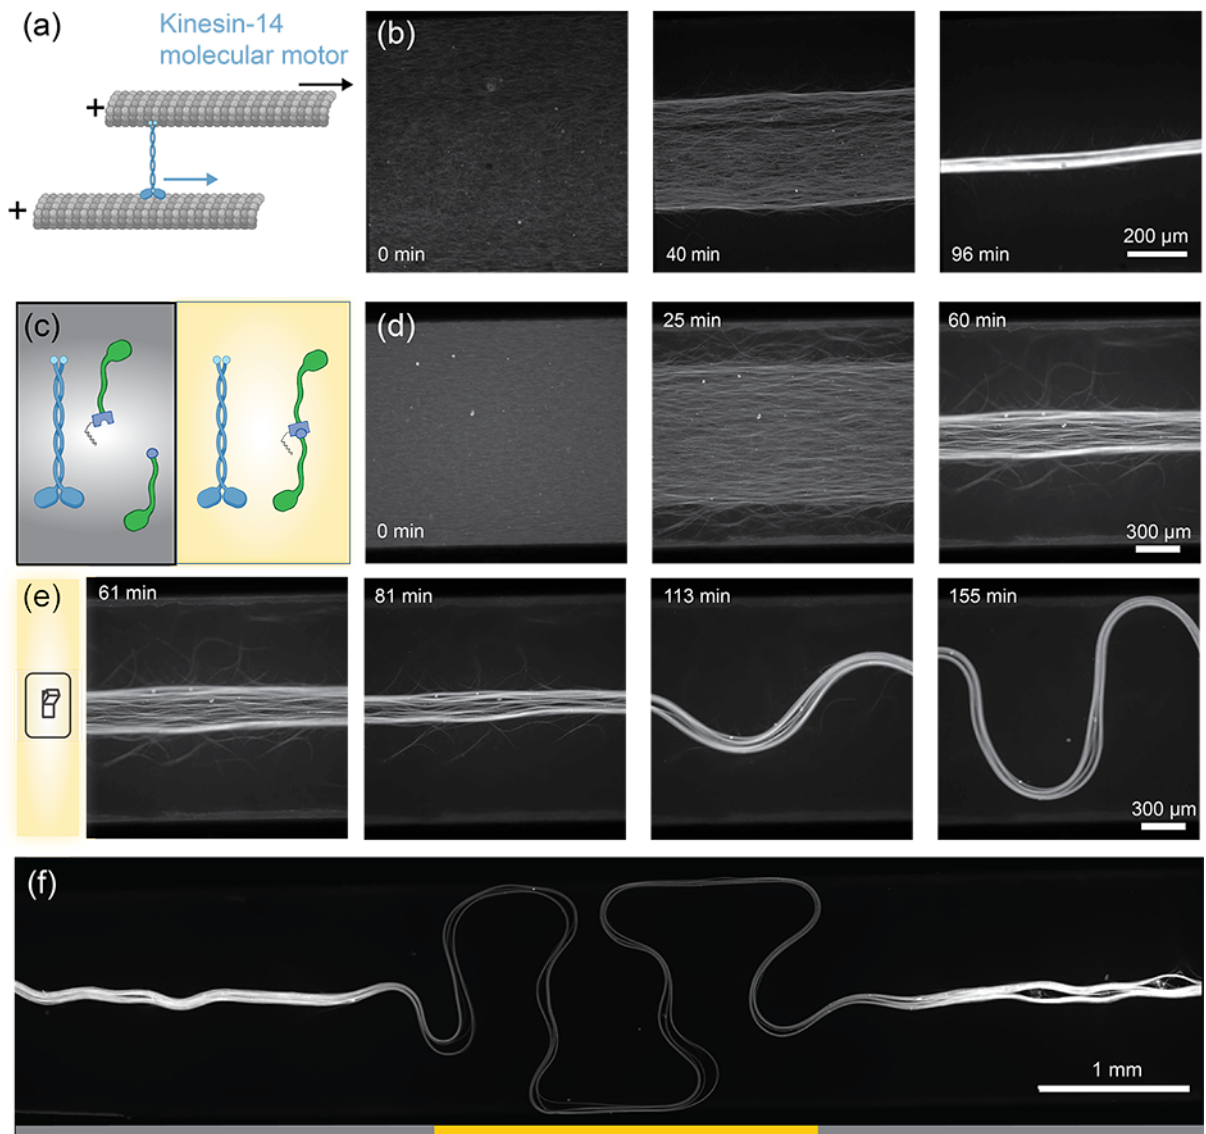 (a)
Kinesin-14
molecular motor
+
+
(b)
0 min
40 min
96 min
200 µm
(c)
(d)
0 min
25 min
60 min
300 µm
(e)
61 min
81 min
113 min
155 min
300 µm
(f)
1 mm